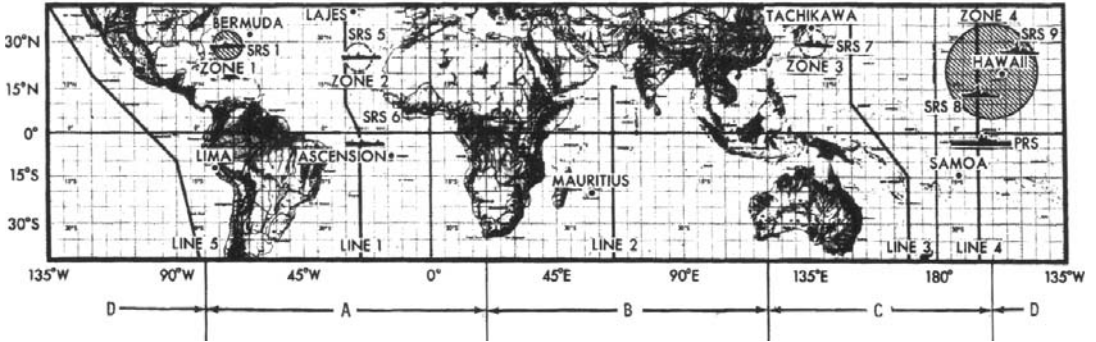 BERMUDA LAJES TACHIKAWA ZONE 4
30°N SRS 1 SRS 5 SRS 7 SRS 9
ZONE 1 ZONE 2 ZONE 3 HAWAII
15°N SRS 6 SRS 8
0° PRS
LIMA ASCENSION SAMOA
15°S MAURITIUS
30°S
LINE 5 LINE 1 LINE 2 LINE 3 LINE 4
135°W 90°W 45°W 0° 45°E 90°E 135°E 180° 135°W
D A B C D